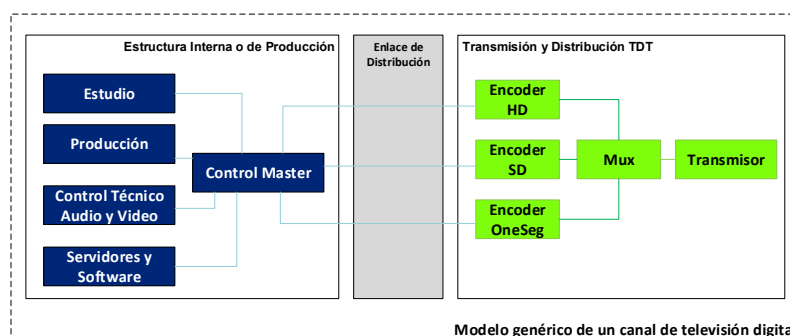 Estructura Interna o de Producción
Enlace de
Distribución
Transmisión y Distribución TDT
Estudio
Producción
Control Técnico
Audio y Video
Servidores y
Software
Control Master
Encoder
HD
Encoder
SD
Encoder
OneSeg
Mux
Transmisor
Modelo genérico de un canal de televisión digita